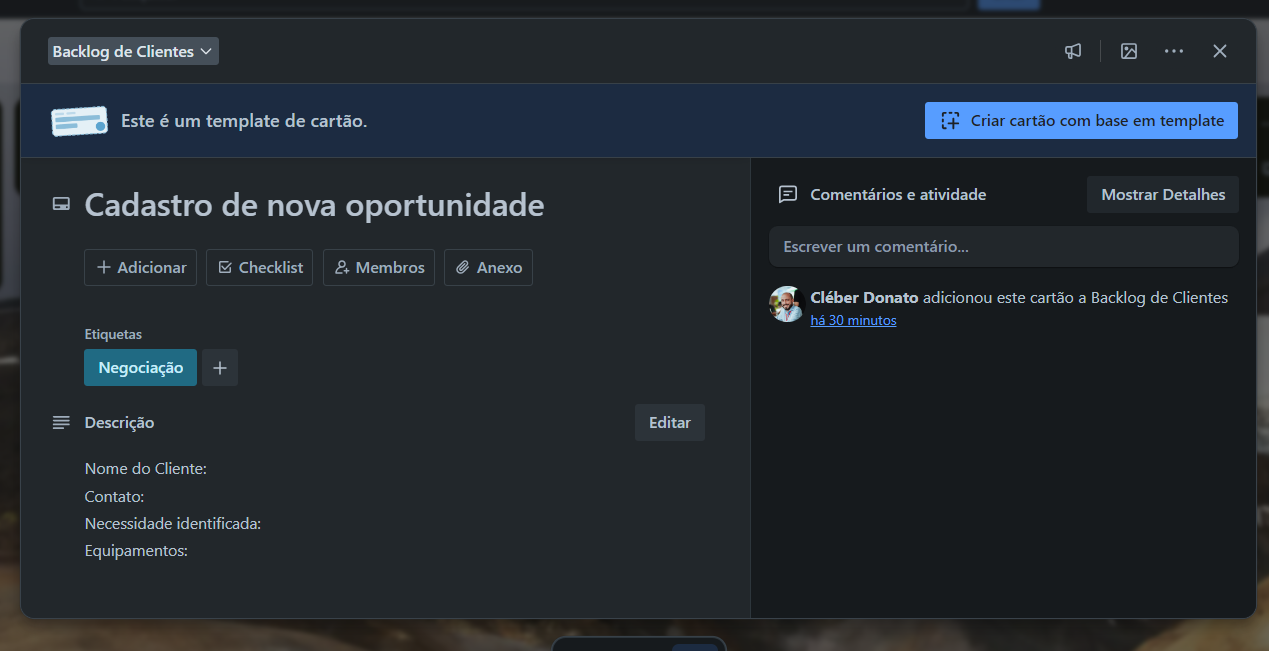 Backlog de Clientes
Este é um template de cartão.
Criar cartão com base em template
Cadastro de nova oportunidade
Adicionar
Checklist
Membros
Anexo
Etiquetas
Negociação
Descrição
Editar
Nome do Cliente:
Contato:
Necessidade identificada:
Equipamentos:
Comentários e atividade
Mostrar Detalhes
Escrever um comentário...
Cléber Donato adicionou este cartão a Backlog de Clientes
há 30 minutos